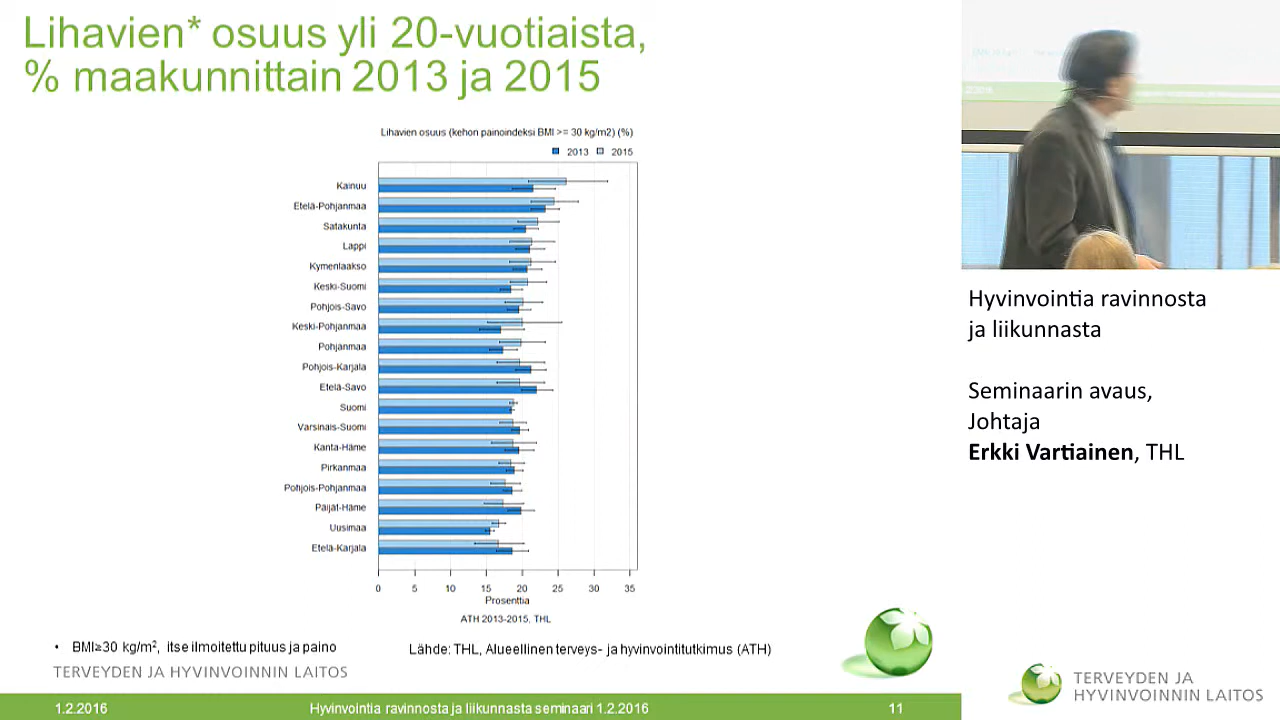 Lihavien* osuus yli 20-vuotiaista,
% maakunnittain 2013 ja 2015
Lihavien osuus (kehon painoindeksi BMI >= 30 kg/m2) (%)
2013 2015
Kainuu
Etelä-Pohjanmaa
Satakunta
Lappi
Kymenlaakso
Keski-Suomi
Pohjois-Savo
Keski-Pohjanmaa
Pohjanmaa
Pohjois-Karjala
Etelä-Savo
Suomi
Varsinais-Suomi
Kanta-Häme
Pirkanmaa
Pohjois-Pohjanmaa
Päijät-Häme
Uusimaa
Etelä-Karjala
0 5 10 15 20 25 30 35
Prosenttia
ATH 2013-2015, THL
• BMI≥30 kg/m², itse ilmoitettu pituus ja paino
Lähde: THL, Alueellinen terveys- ja hyvinvointitutkimus (ATH)
TERVEYDEN JA HYVINVOINNIN LAITOS
1.2.2016 Hyvinvointia ravinnosta ja liikunnasta seminaari 1.2.2016 11
Hyvinvointia ravinnosta
ja liikunnasta
Seminaarin avaus,
Johtaja
Erkki Vartiainen, THL
TERVEYDEN JA
HYVINVOINNIN LAITOS